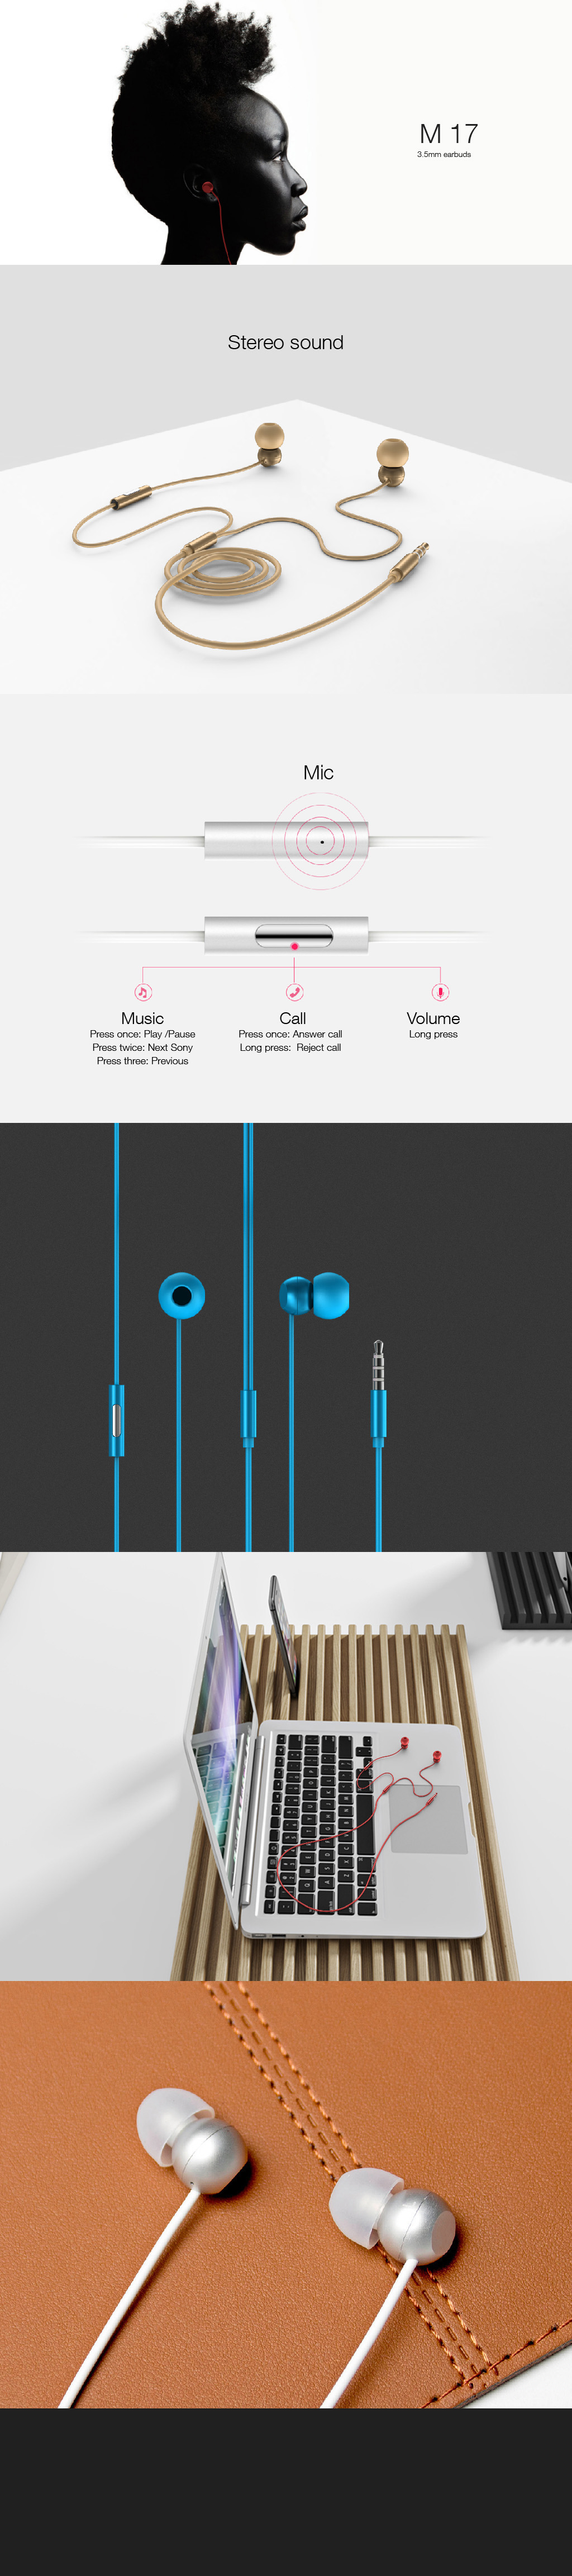 M 17
3.5mm earbuds
Stereo sound
Mic
Music
Press once: Play /Pause
Press twice: Next Sony
Press three: Previous
Call
Press once: Answer call
Long press: Reject call
Volume
Long press